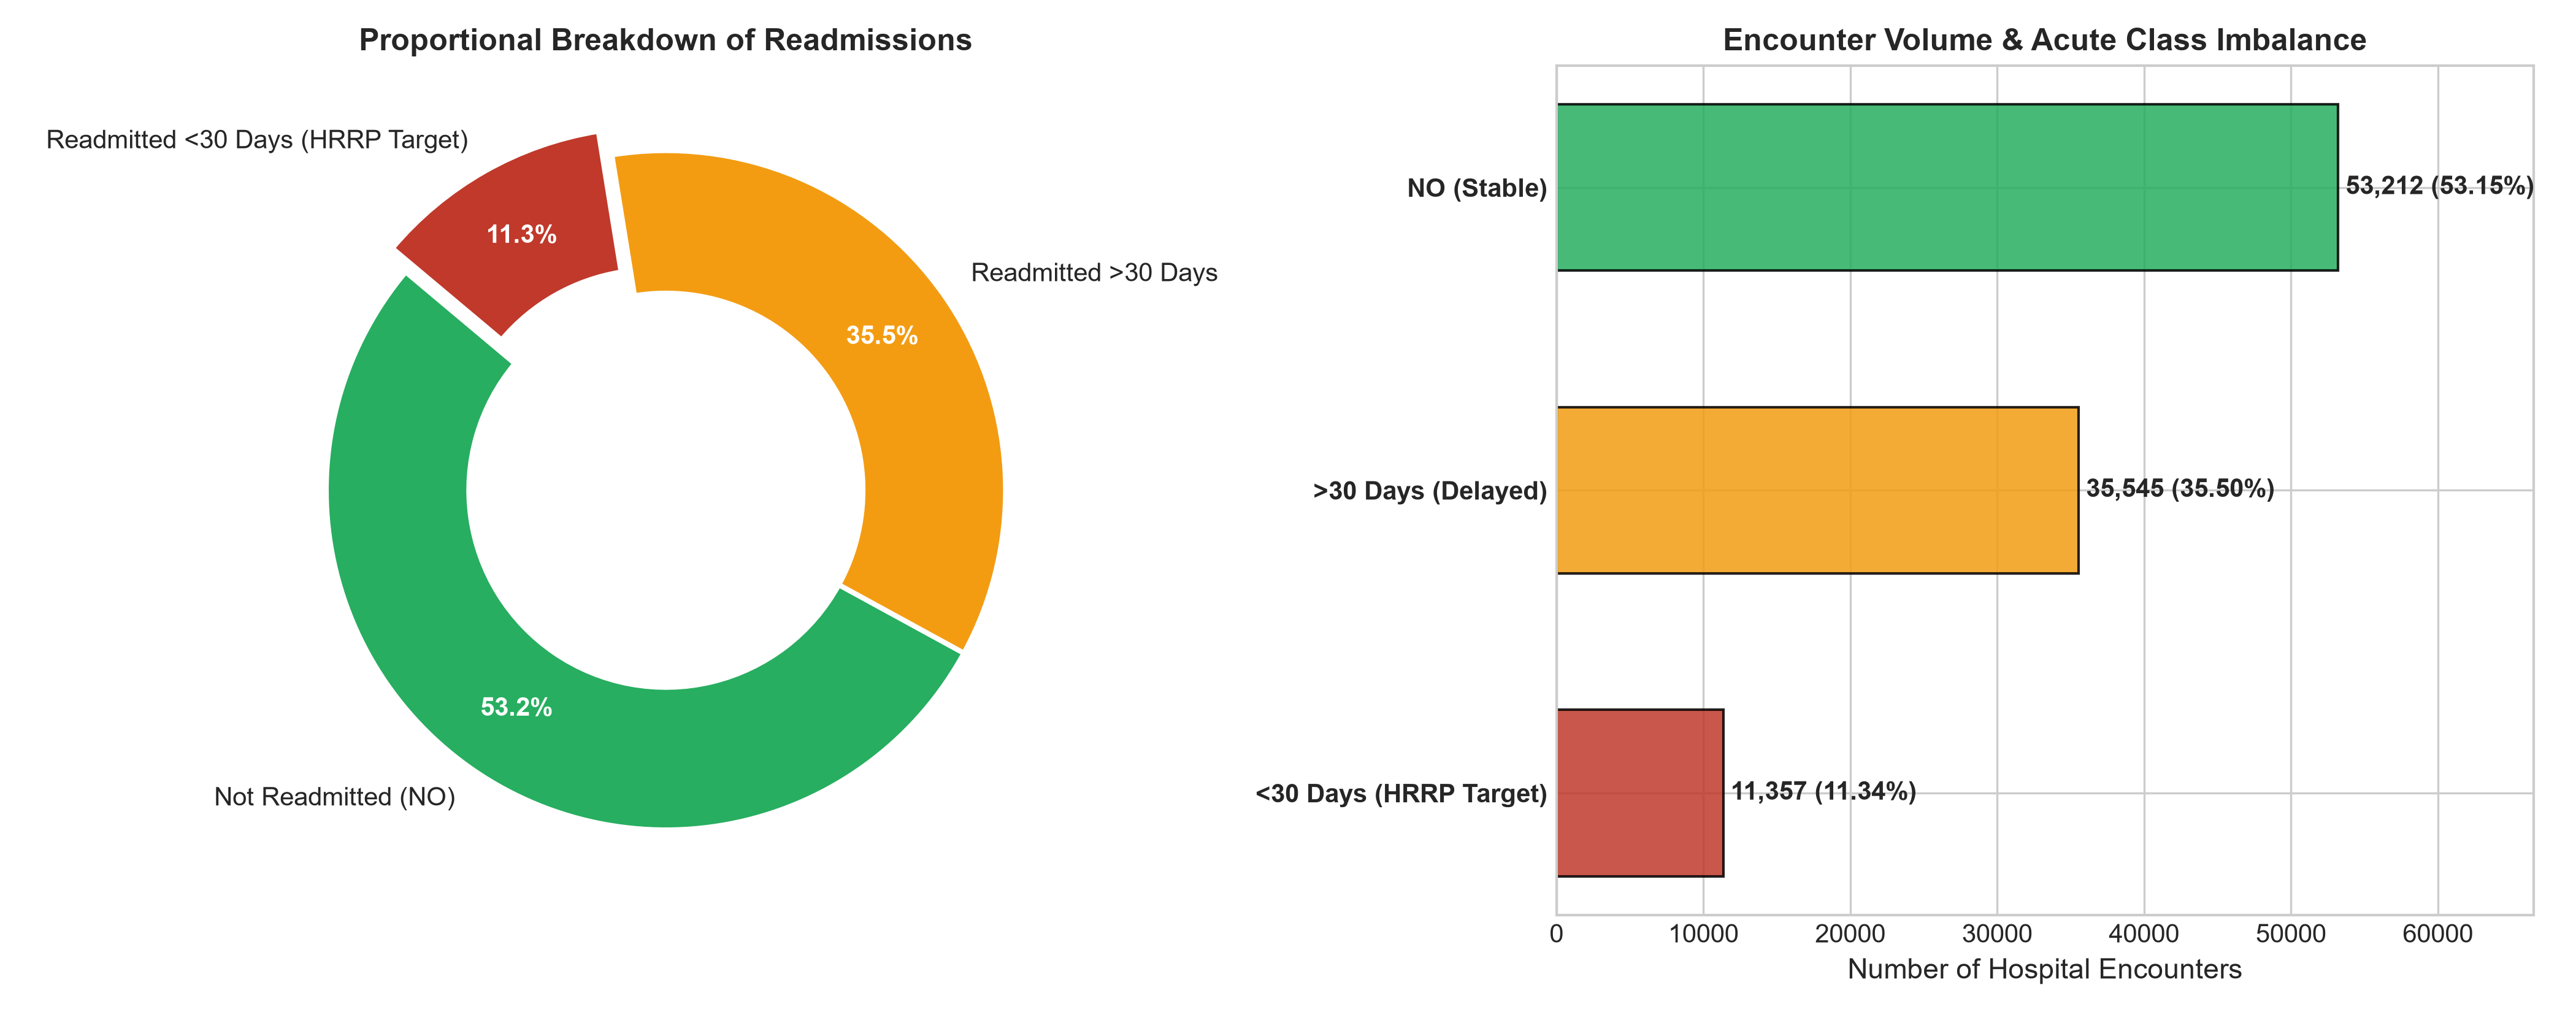 Proportional Breakdown of Readmissions
Readmitted <30 Days (HRRP Target)
11.3%
Readmitted >30 Days
35.5%
53.2%
Not Readmitted (NO)
Encounter Volume & Acute Class Imbalance
NO (Stable)
53,212 (53.15%)
>30 Days (Delayed)
35,545 (35.50%)
<30 Days (HRRP Target)
11,357 (11.34%)
0 10000 20000 30000 40000 50000 60000
Number of Hospital Encounters